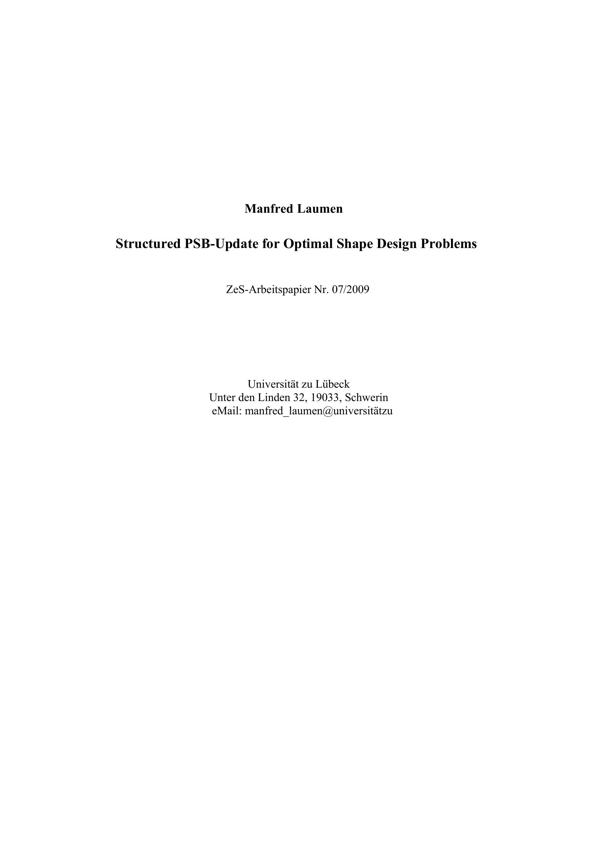 Manfred Laumen
Structured PSB-Update for Optimal Shape Design Problems
ZeS-Arbeitspapier Nr. 07/2009
Universität zu Lübeck
Unter den Linden 32, 19033, Schwerin
eMail: manfred_laumen@universitätzu